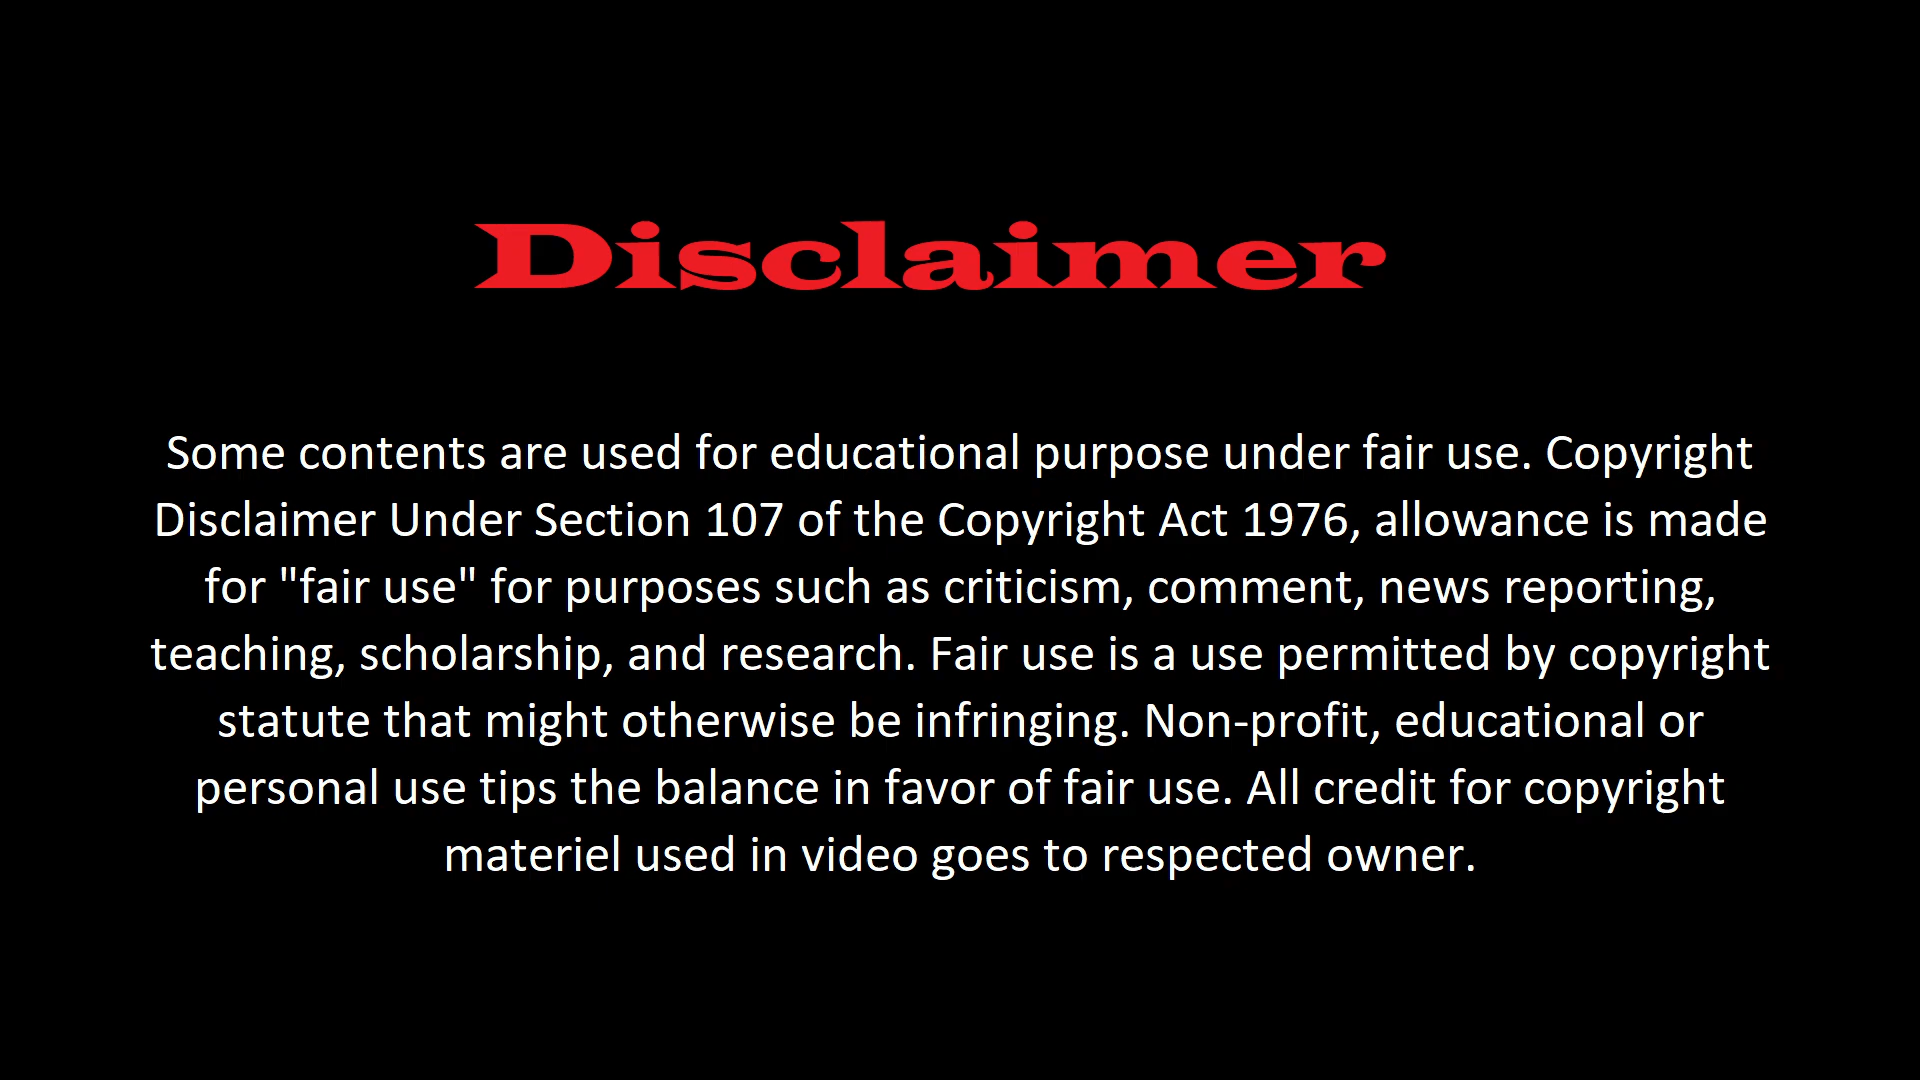 Disclaimer
Some contents are used for educational purpose under fair use. Copyright
Disclaimer Under Section 107 of the Copyright Act 1976, allowance is made
for "fair use" for purposes such as criticism, comment, news reporting,
teaching, scholarship, and research. Fair use is a use permitted by copyright
statute that might otherwise be infringing. Non-profit, educational or
personal use tips the balance in favor of fair use. All credit for copyright
materiel used in video goes to respected owner.